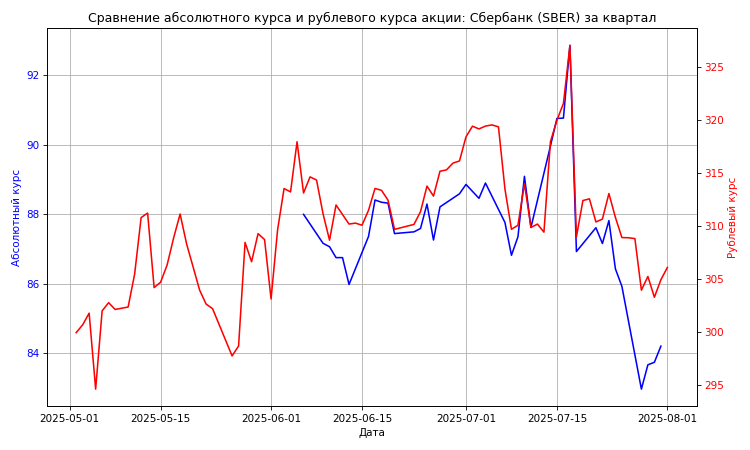 Сравнение абсолютного курса и рублевого курса акции: Сбербанк (SBER) за квартал
Абсолютный курс
92
90
88
86
84
325
320
315
310
305
300
295
Рублевый курс
2025-05-01 2025-05-15 2025-06-01 2025-06-15 2025-07-01 2025-07-15 2025-08-01
Дата